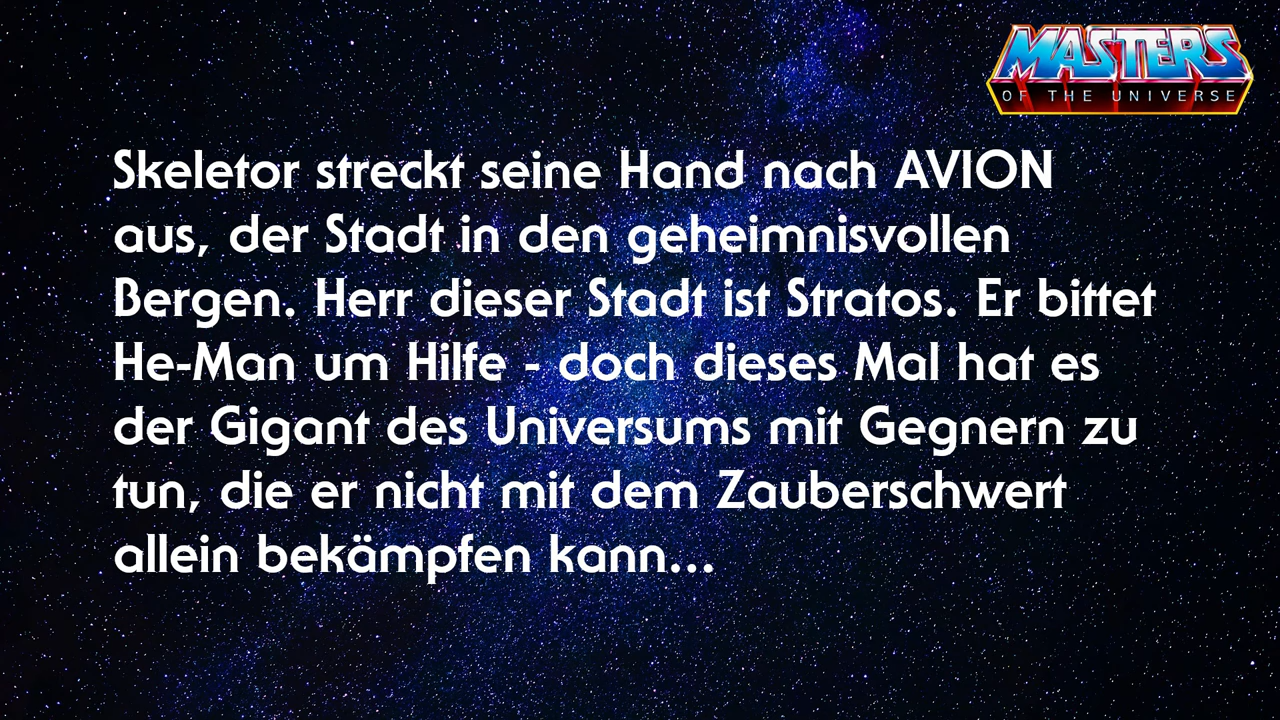 MASTERS
OF THE UNIVERSE
Skeletor streckt seine Hand nach AVION
aus, der Stadt in den geheimnisvollen
Bergen. Herr dieser Stadt ist Stratos. Er bittet
He-Man um Hilfe - doch dieses Mal hat es
der Gigant des Universums mit Gegnern zu
tun, die er nicht mit dem Zauberschwert
allein bekämpfen kann...